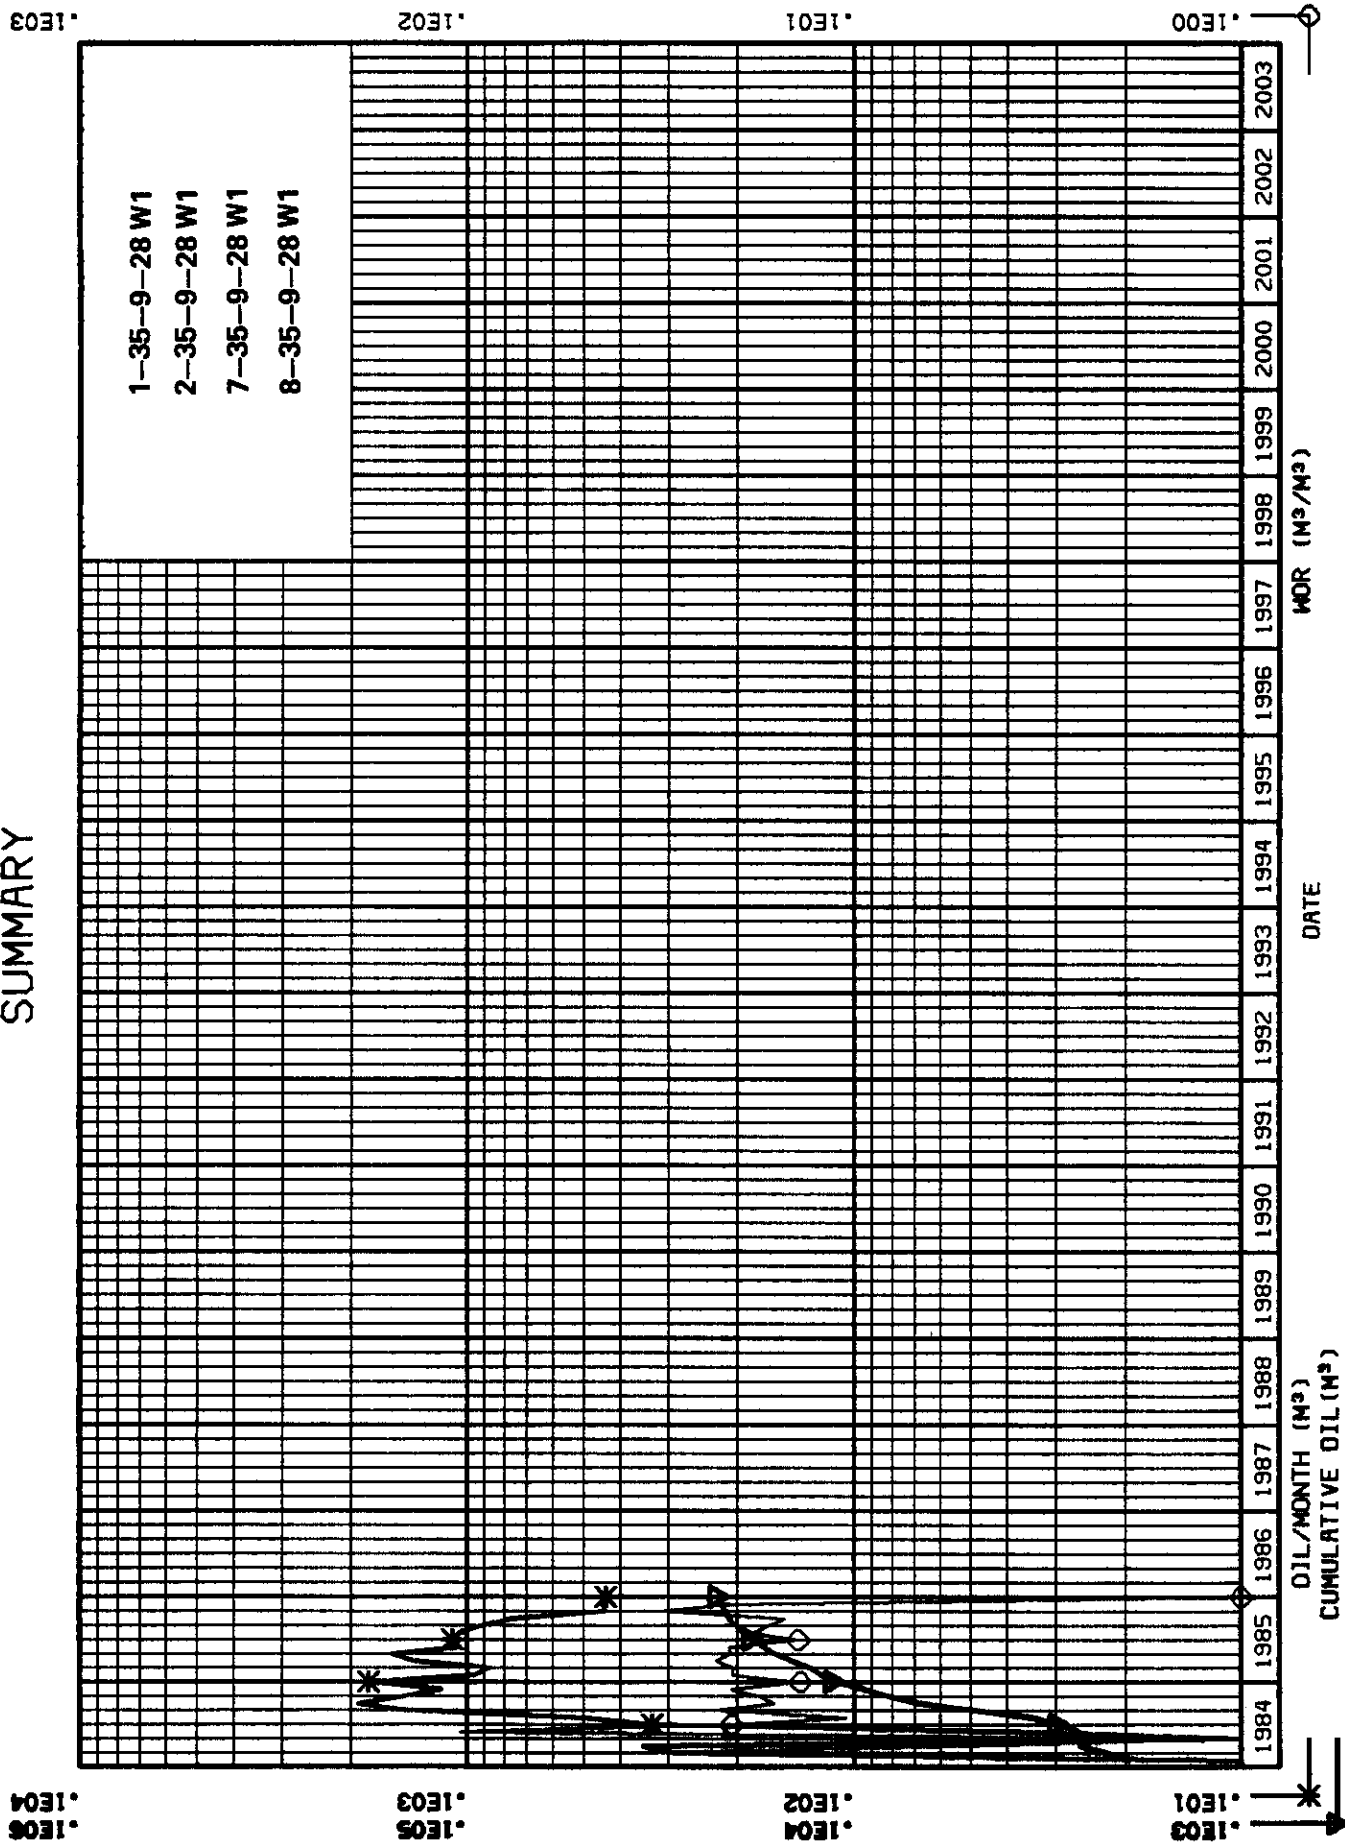 SUMMARY
1-35-9-28 W1
2-35-9-28 W1
7-35-9-28 W1
8-35-9-28 W1
.1E04
.1E06
.1E03
.1E05
.1E02
.1E04
.1E01
.1E03
.1E03
.1E02
.1E01
.1E00
1984 1985 1986 1987 1988 1989 1990 1991 1992 1993 1994 1995 1996 1997 1998 1999 2000 2001 2002 2003
OIL/MONTH (M³)
CUMULATIVE OIL (M³)
DATE
WOR (M³/M³)